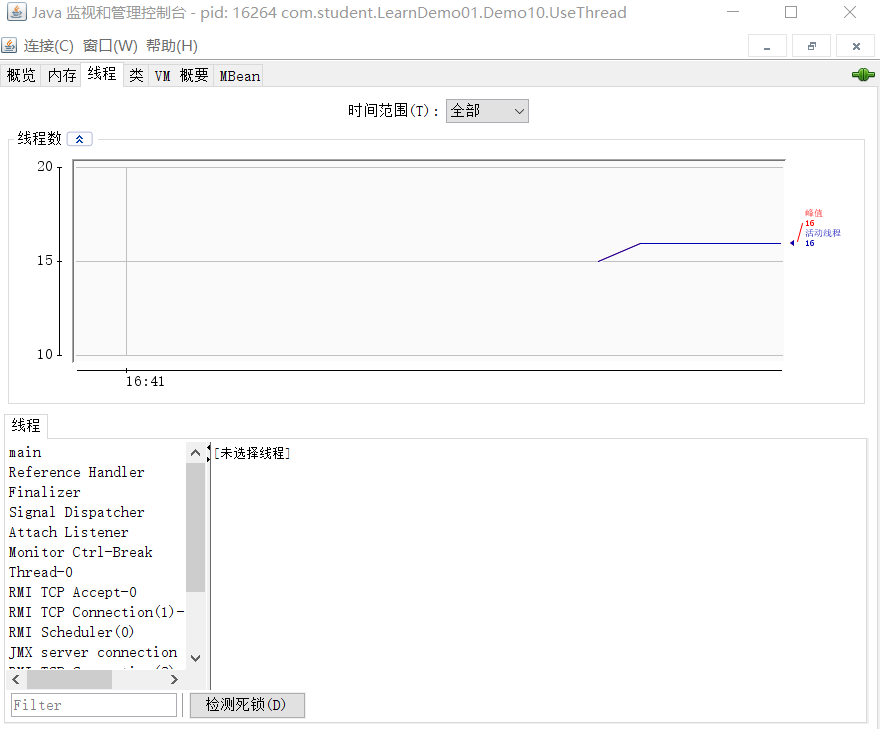 Java 监视和管理控制台 - pid: 16264 com.student.LearnDemo01.Demo10.UseThread
连接(C) 窗口(W) 帮助(H)
概览 内存 线程 类 VM 概要 MBean
时间范围(T): 全部
线程数
20
峰值
16
活动线程
16
15
10
16:41
线程
main
[未选择线程]
Reference Handler
Finalizer
Signal Dispatcher
Attach Listener
Monitor Ctrl-Break
Thread-0
RMI TCP Accept-0
RMI TCP Connection(1)-
RMI Scheduler(0)
JMX server connection
Filter
检测死锁(D)